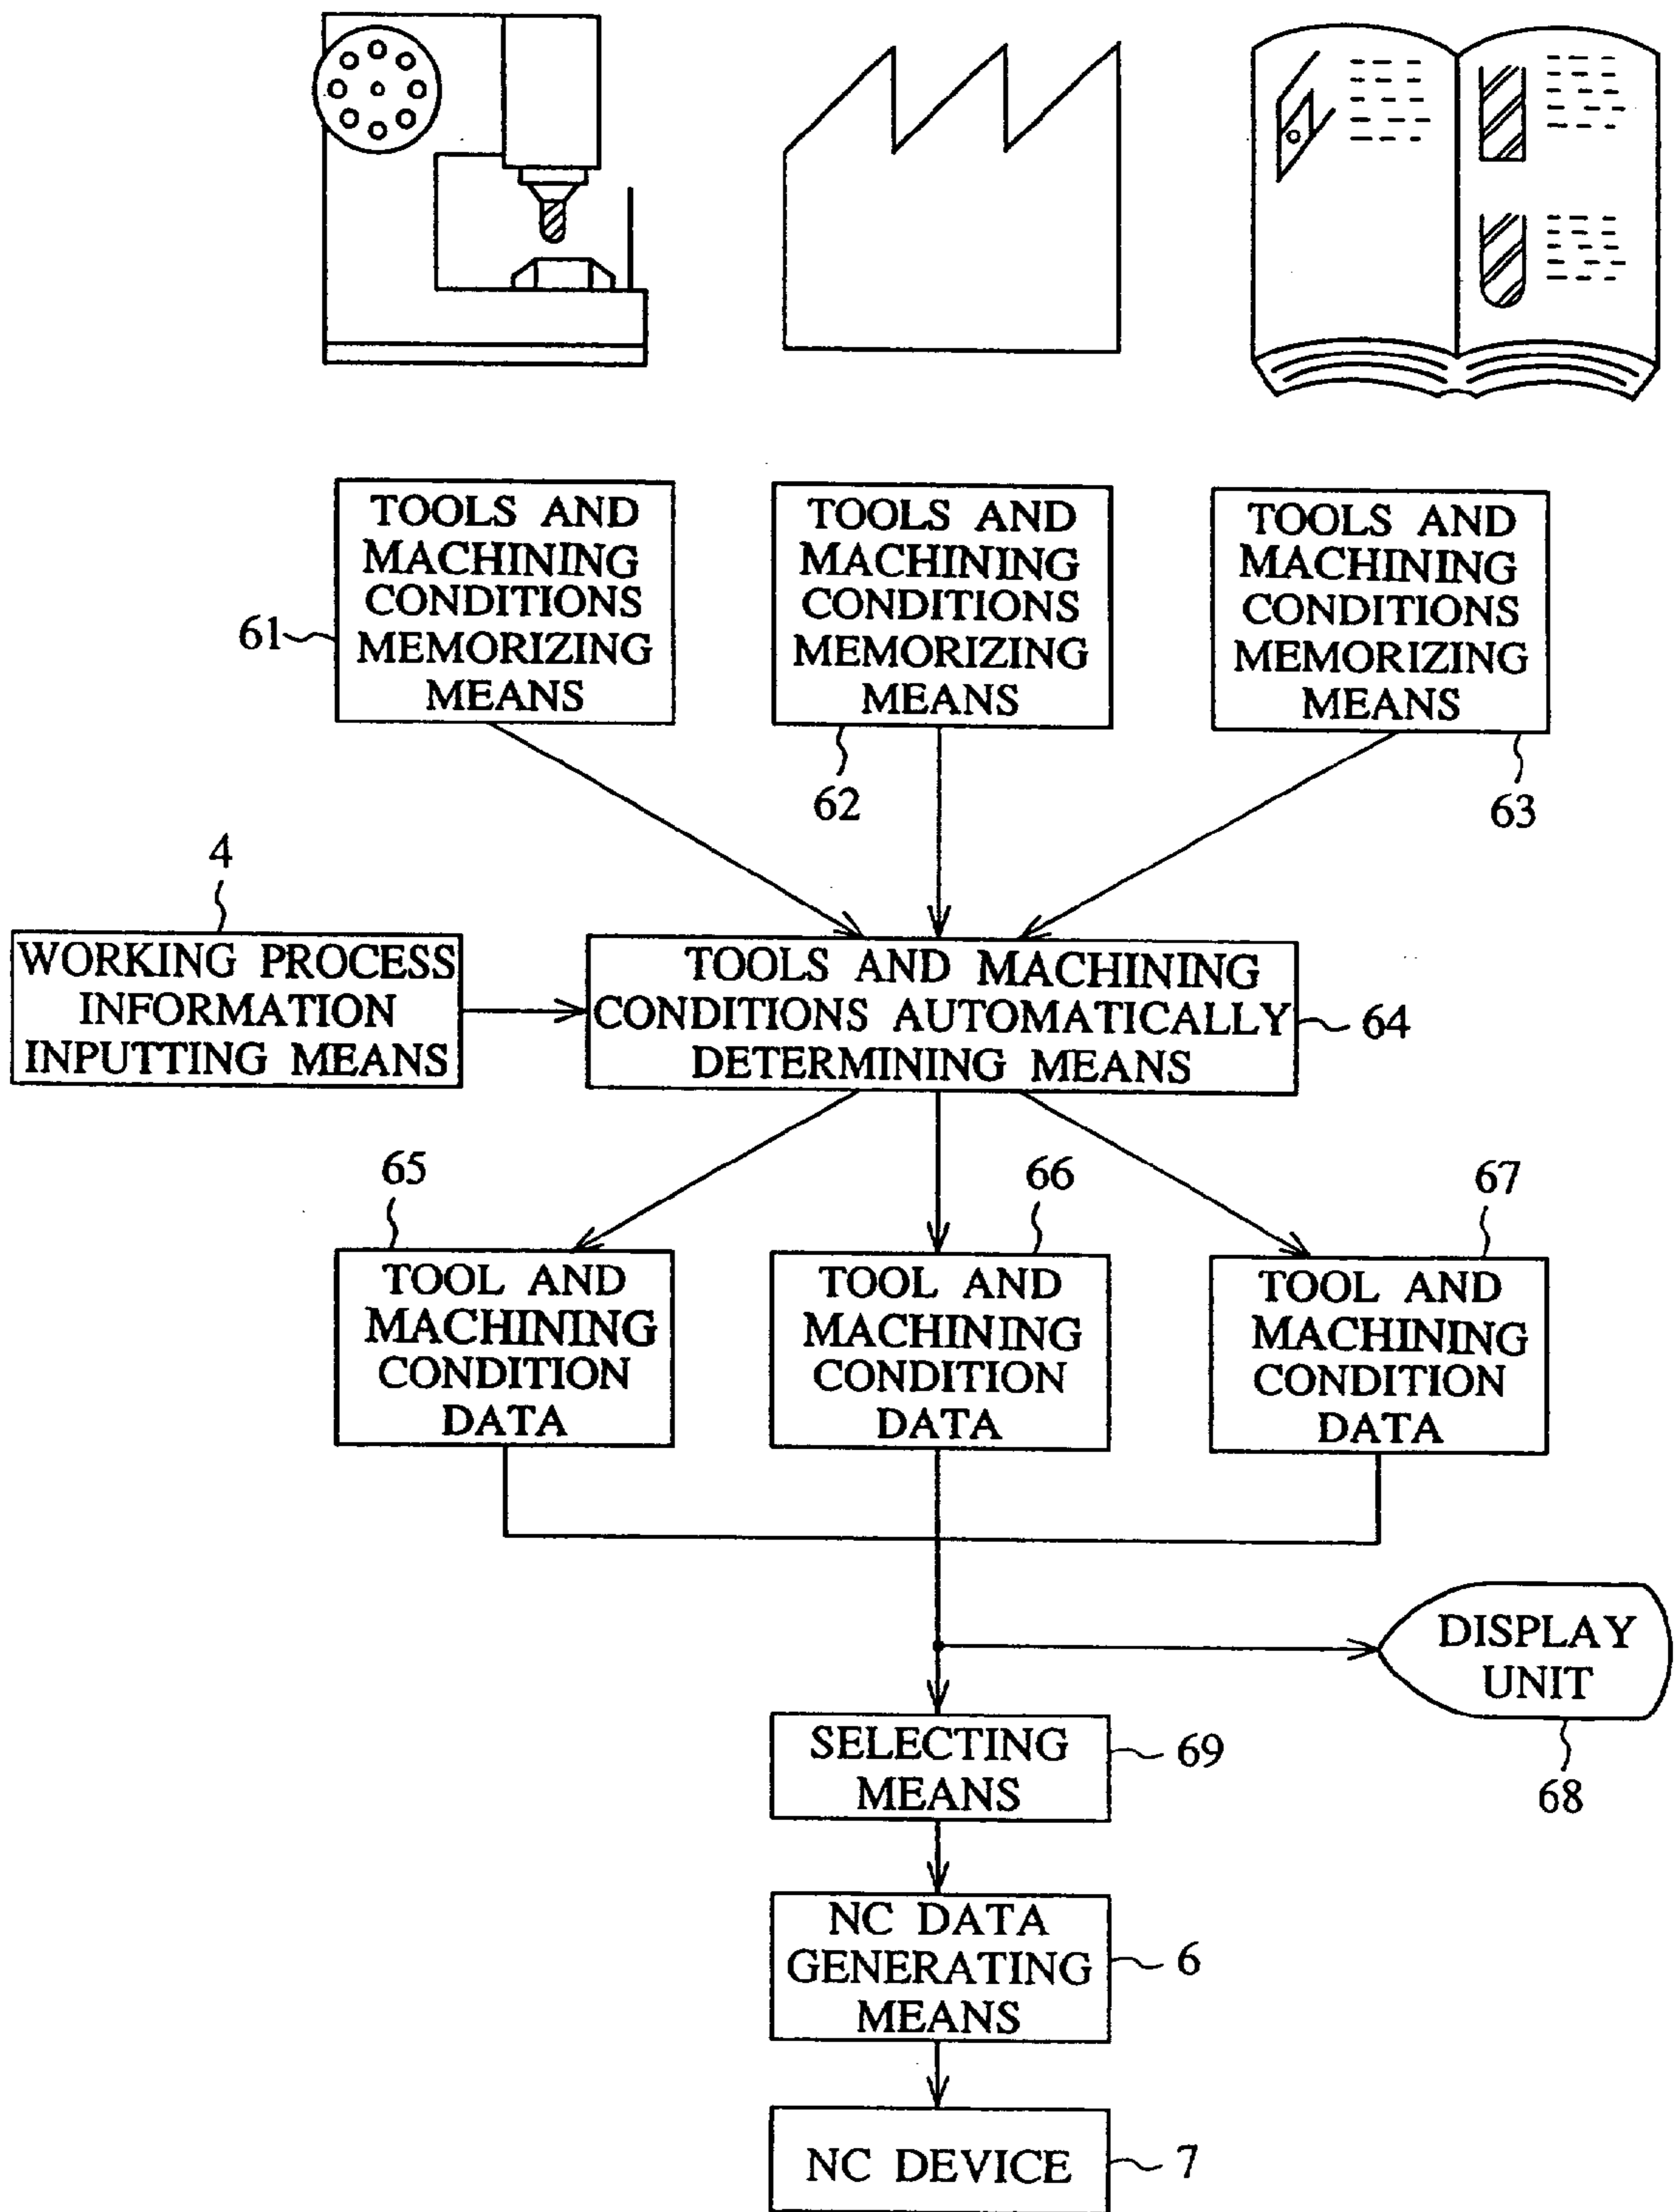 TOOLS AND
MACHINING
CONDITIONS
MEMORIZING
MEANS
61
TOOLS AND
MACHINING
CONDITIONS
MEMORIZING
MEANS
62
TOOLS AND
MACHINING
CONDITIONS
MEMORIZING
MEANS
63
4
WORKING PROCESS
INFORMATION
INPUTTING MEANS
TOOLS AND MACHINING
CONDITIONS AUTOMATICALLY
DETERMINING MEANS
64
65
TOOL AND
MACHINING
CONDITION
DATA
66
TOOL AND
MACHINING
CONDITION
DATA
67
TOOL AND
MACHINING
CONDITION
DATA
DISPLAY
UNIT
68
SELECTING
MEANS
69
NC DATA
GENERATING
MEANS
6
NC DEVICE
7